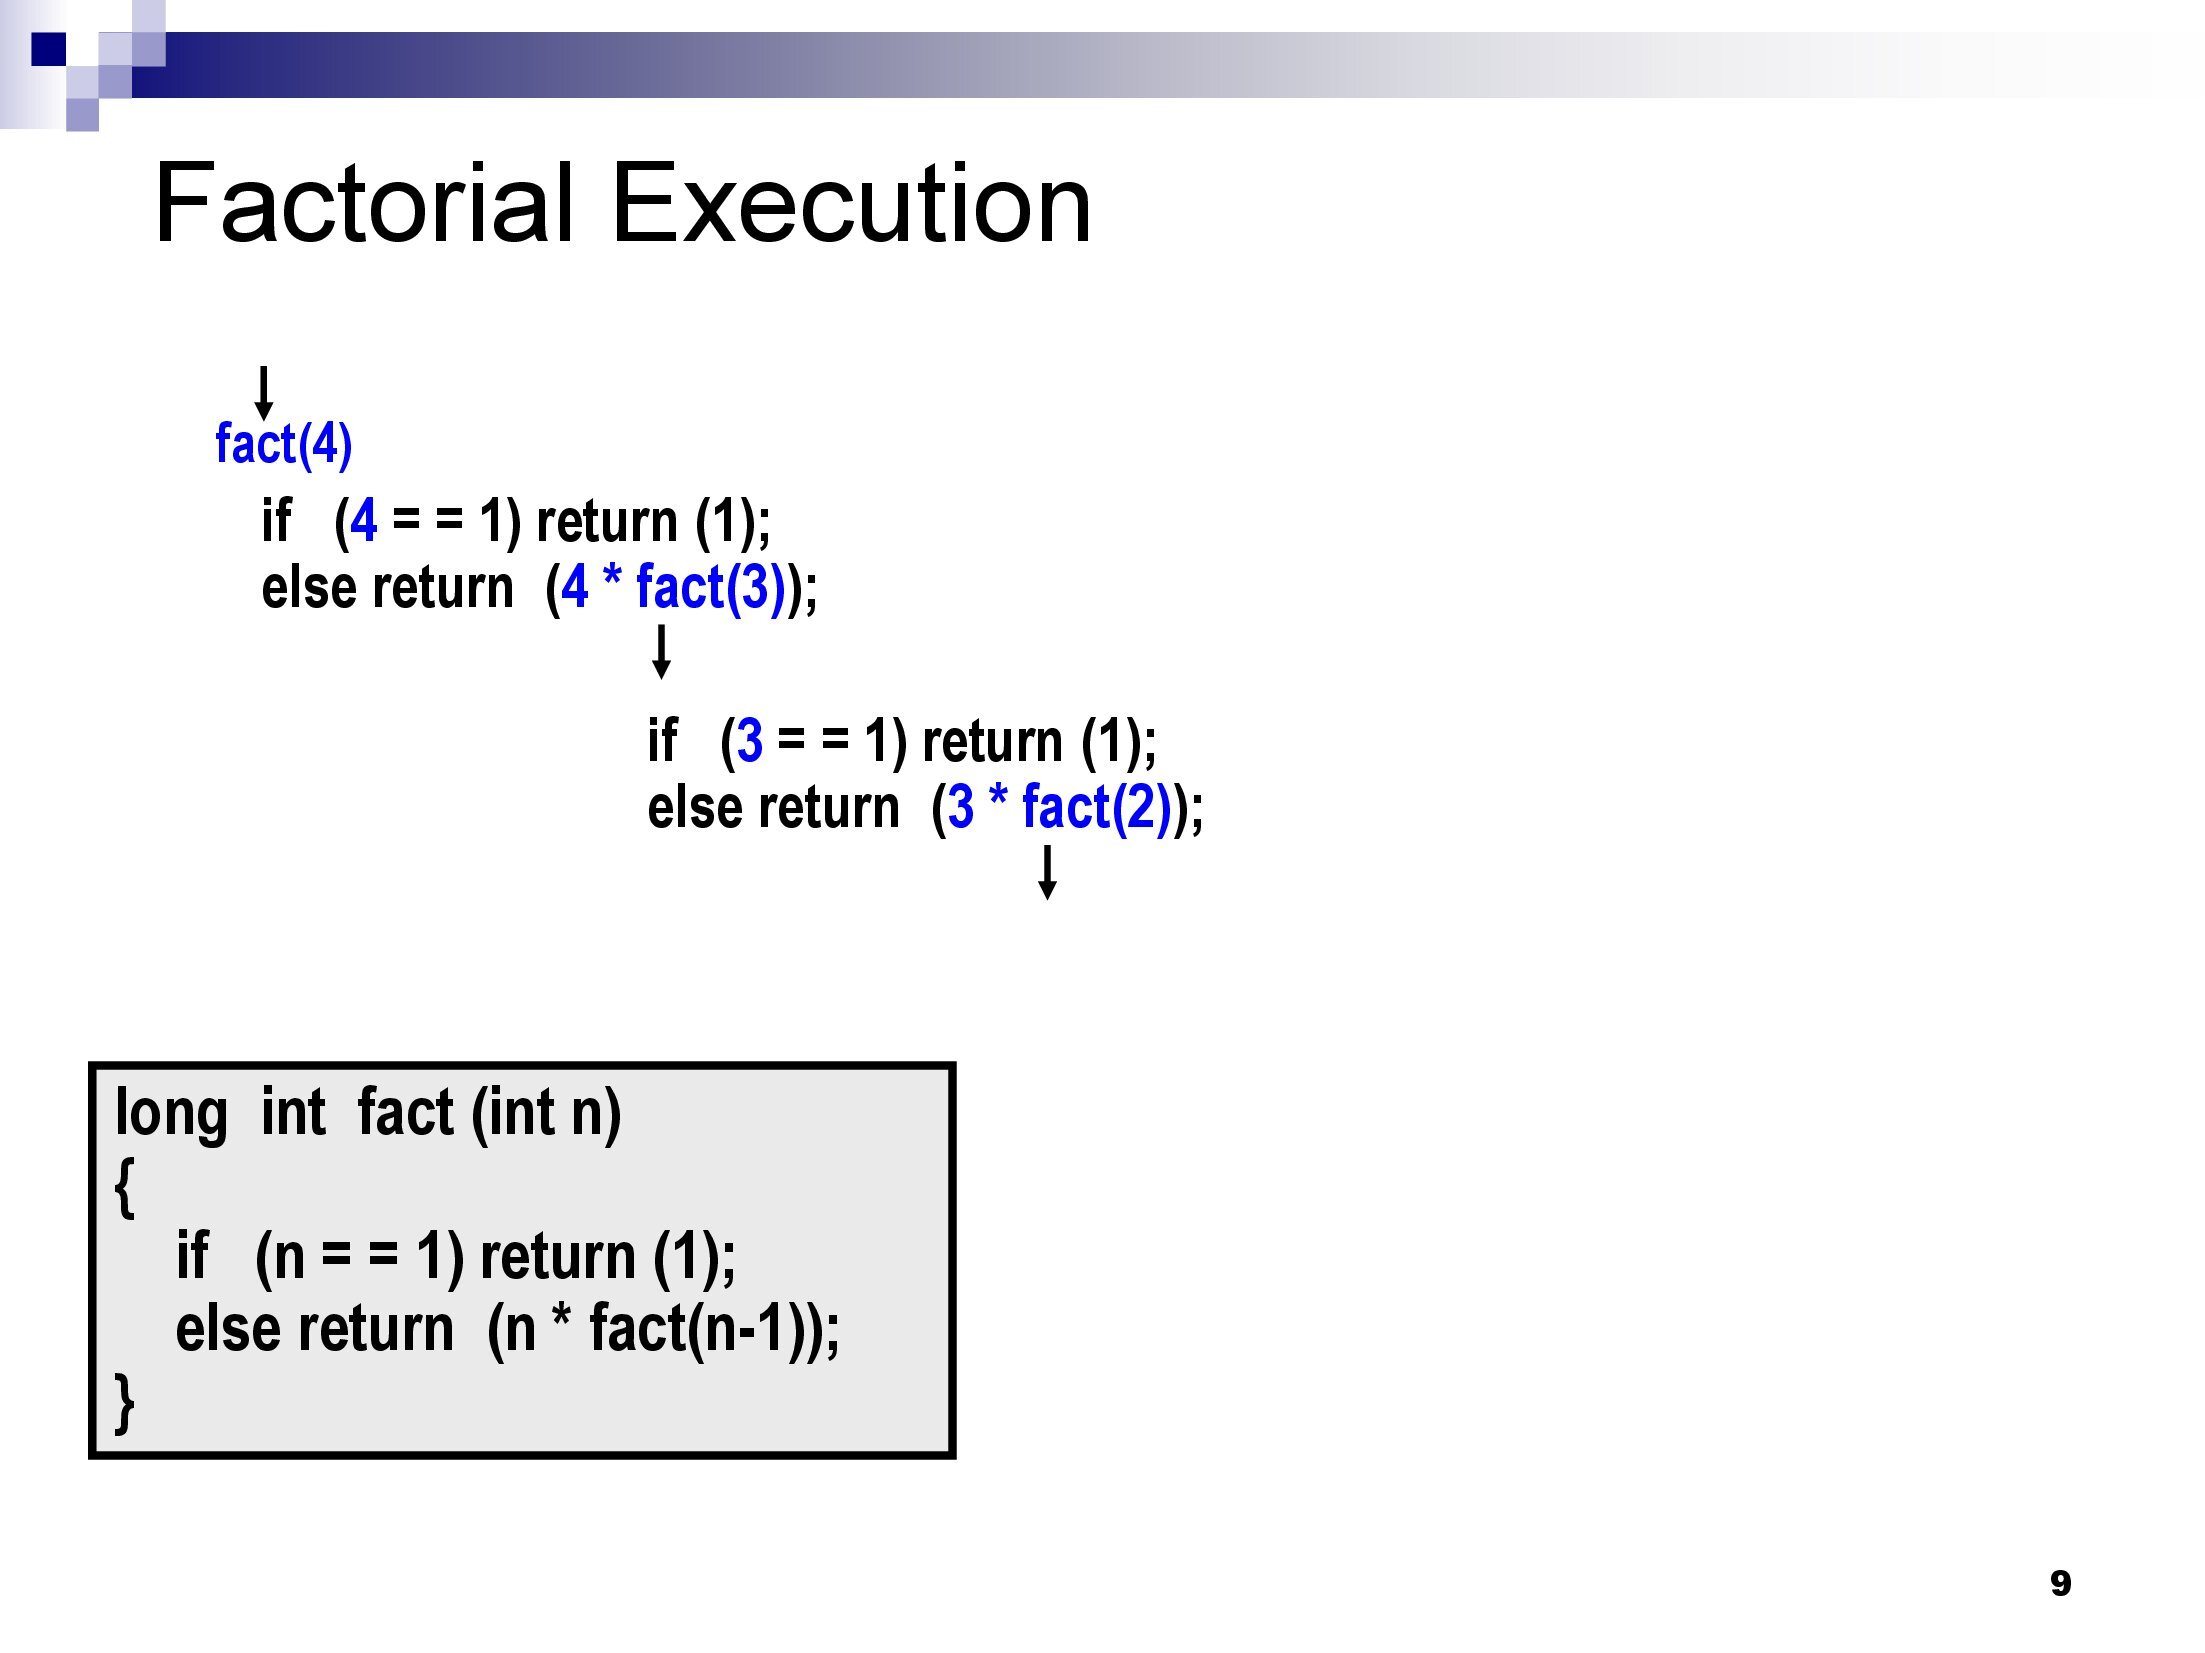 Factorial Execution
fact(4)
if (4 = = 1) return (1);
else return (4 * fact(3));
if (3 = = 1) return (1);
else return (3 * fact(2));
long int fact (int n)
{
if (n = = 1) return (1);
else return (n * fact(n-1));
}
9